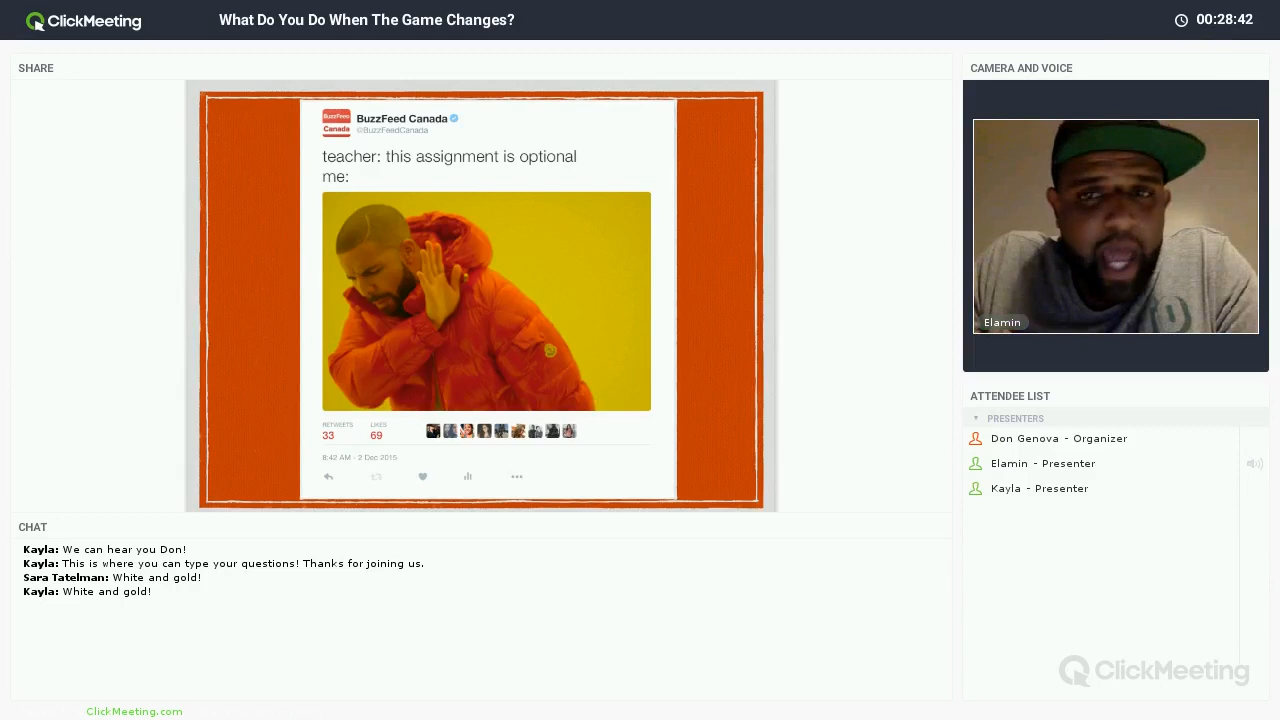 ClickMeeting
What Do You Do When The Game Changes?
00:28:42
SHARE
BuzzFeed
Canada
BuzzFeed Canada
@BuzzFeedCanada
teacher: this assignment is optional
me:
RETWEETS
33
LIKES
69
8:42 AM - 2 Dec 2015
CHAT
Kayla: We can hear you Don!
Kayla: This is where you can type your questions! Thanks for joining us.
Sara Tatelman: White and gold!
Kayla: White and gold!
CAMERA AND VOICE
Elamin
ATTENDEE LIST
PRESENTERS
Don Genova - Organizer
Elamin - Presenter
Kayla - Presenter
ClickMeeting
ClickMeeting.com